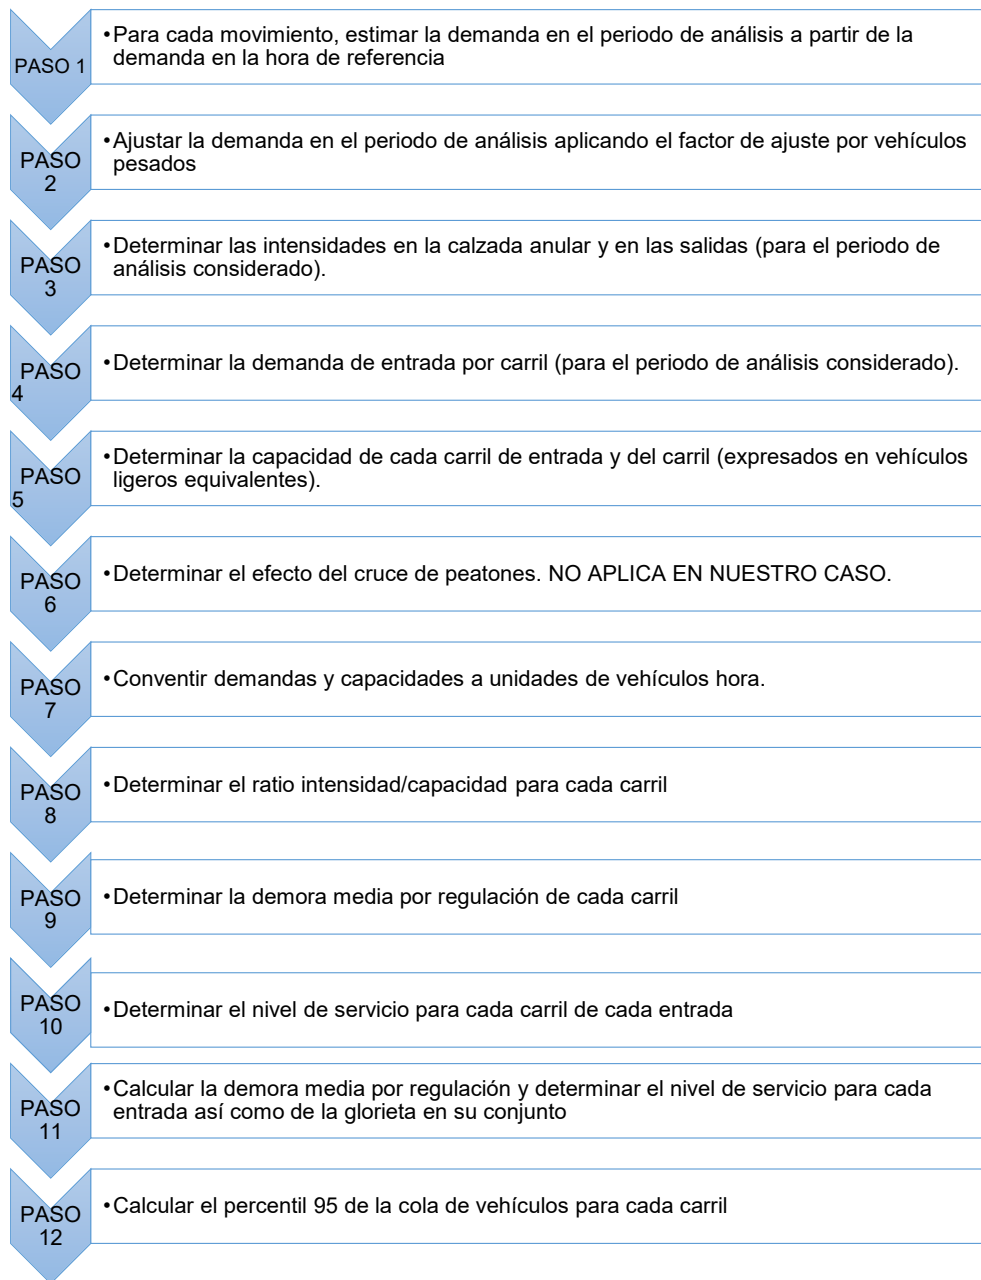 PASO 1
•Para cada movimiento, estimar la demanda en el periodo de análisis a partir de la
demanda en la hora de referencia
PASO
2
•Ajustar la demanda en el periodo de análisis aplicando el factor de ajuste por vehículos
pesados
PASO
3
•Determinar las intensidades en la calzada anular y en las salidas (para el periodo de
análisis considerado).
PASO
4
•Determinar la demanda de entrada por carril (para el periodo de análisis considerado).
PASO
5
•Determinar la capacidad de cada carril de entrada y del carril (expresados en vehículos
ligeros equivalentes).
PASO
6
•Determinar el efecto del cruce de peatones. NO APLICA EN NUESTRO CASO.
PASO
7
•Conventir demandas y capacidades a unidades de vehículos hora.
PASO
8
•Determinar el ratio intensidad/capacidad para cada carril
PASO
9
•Determinar la demora media por regulación de cada carril
PASO
10
•Determinar el nivel de servicio para cada carril de cada entrada
PASO
11
•Calcular la demora media por regulación y determinar el nivel de servicio para cada
entrada así como de la glorieta en su conjunto
PASO
12
•Calcular el percentil 95 de la cola de vehículos para cada carril